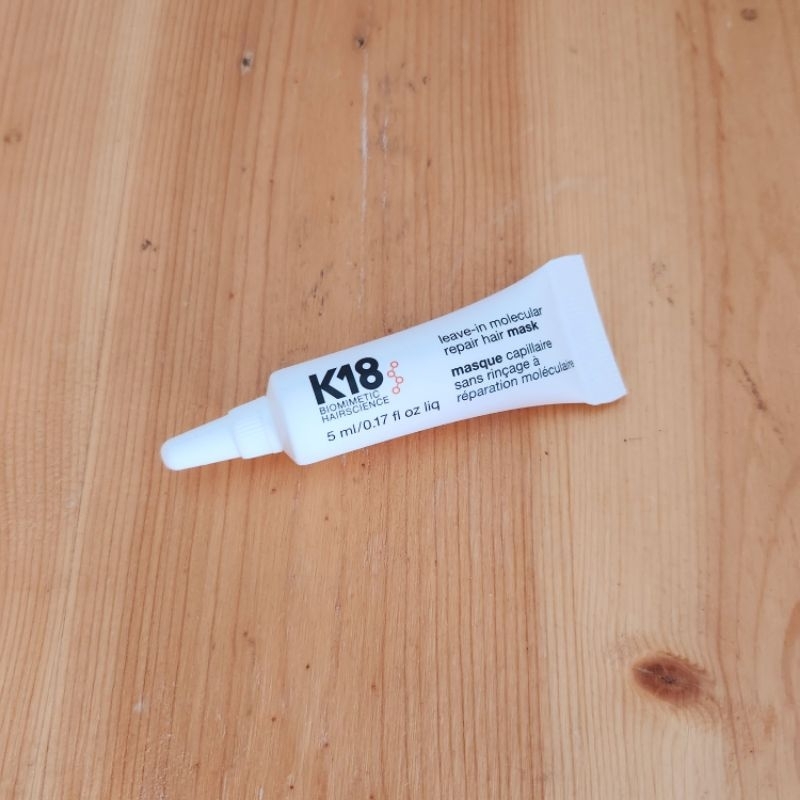 K18
BIOMIMETIC
HAIRSCIENCE
5 ml/0.17 fl oz liq
leave-in molecular
repair hair mask
masque capillaire
sans rinçage à
réparation moléculaire